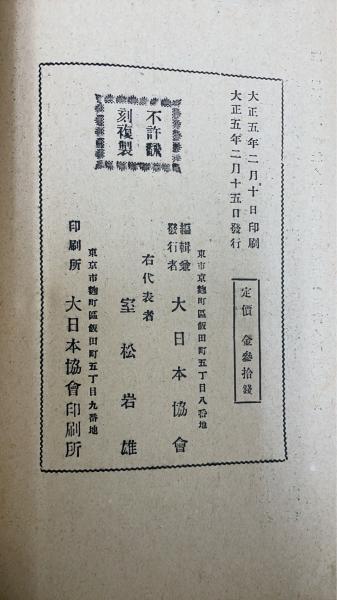 大正五年二月十日印刷
大正五年二月十五日發行
定價 金參拾錢
不許飜
刻複製
東市京麴町區飯田町五丁目八番地
編輯兼
發行者 大日本協會
右代表者 室松岩雄
東京市麴町區飯田町五丁目九番地
印刷所 大日本協會印刷所